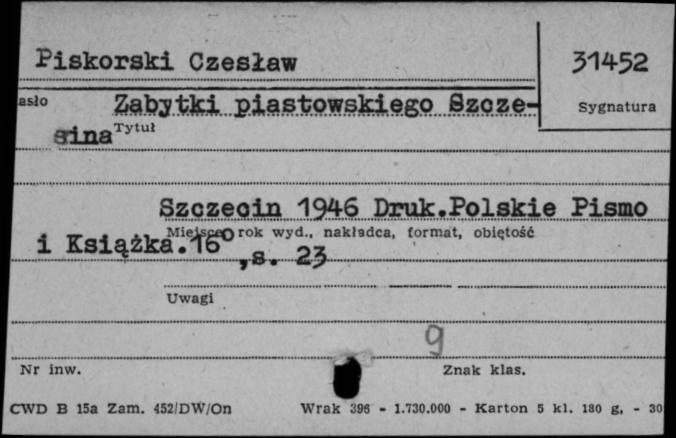 Piskorski Czesław
31452
asło
Zabytki piastowskiego Szcze-
Sygnatura
sina
Tytuł
Szczecin 1946 Druk.Polskie Pismo
Miejsce, rok wyd., nakładca, format, obiętość
i Książka.16⁰
,s. 23
Uwagi
9
Nr inw.
Znak klas.
CWD B 15a Zam. 452/DW/On
Wrak 396 - 1.730.000 - Karton 5 kl. 180 g, - 30